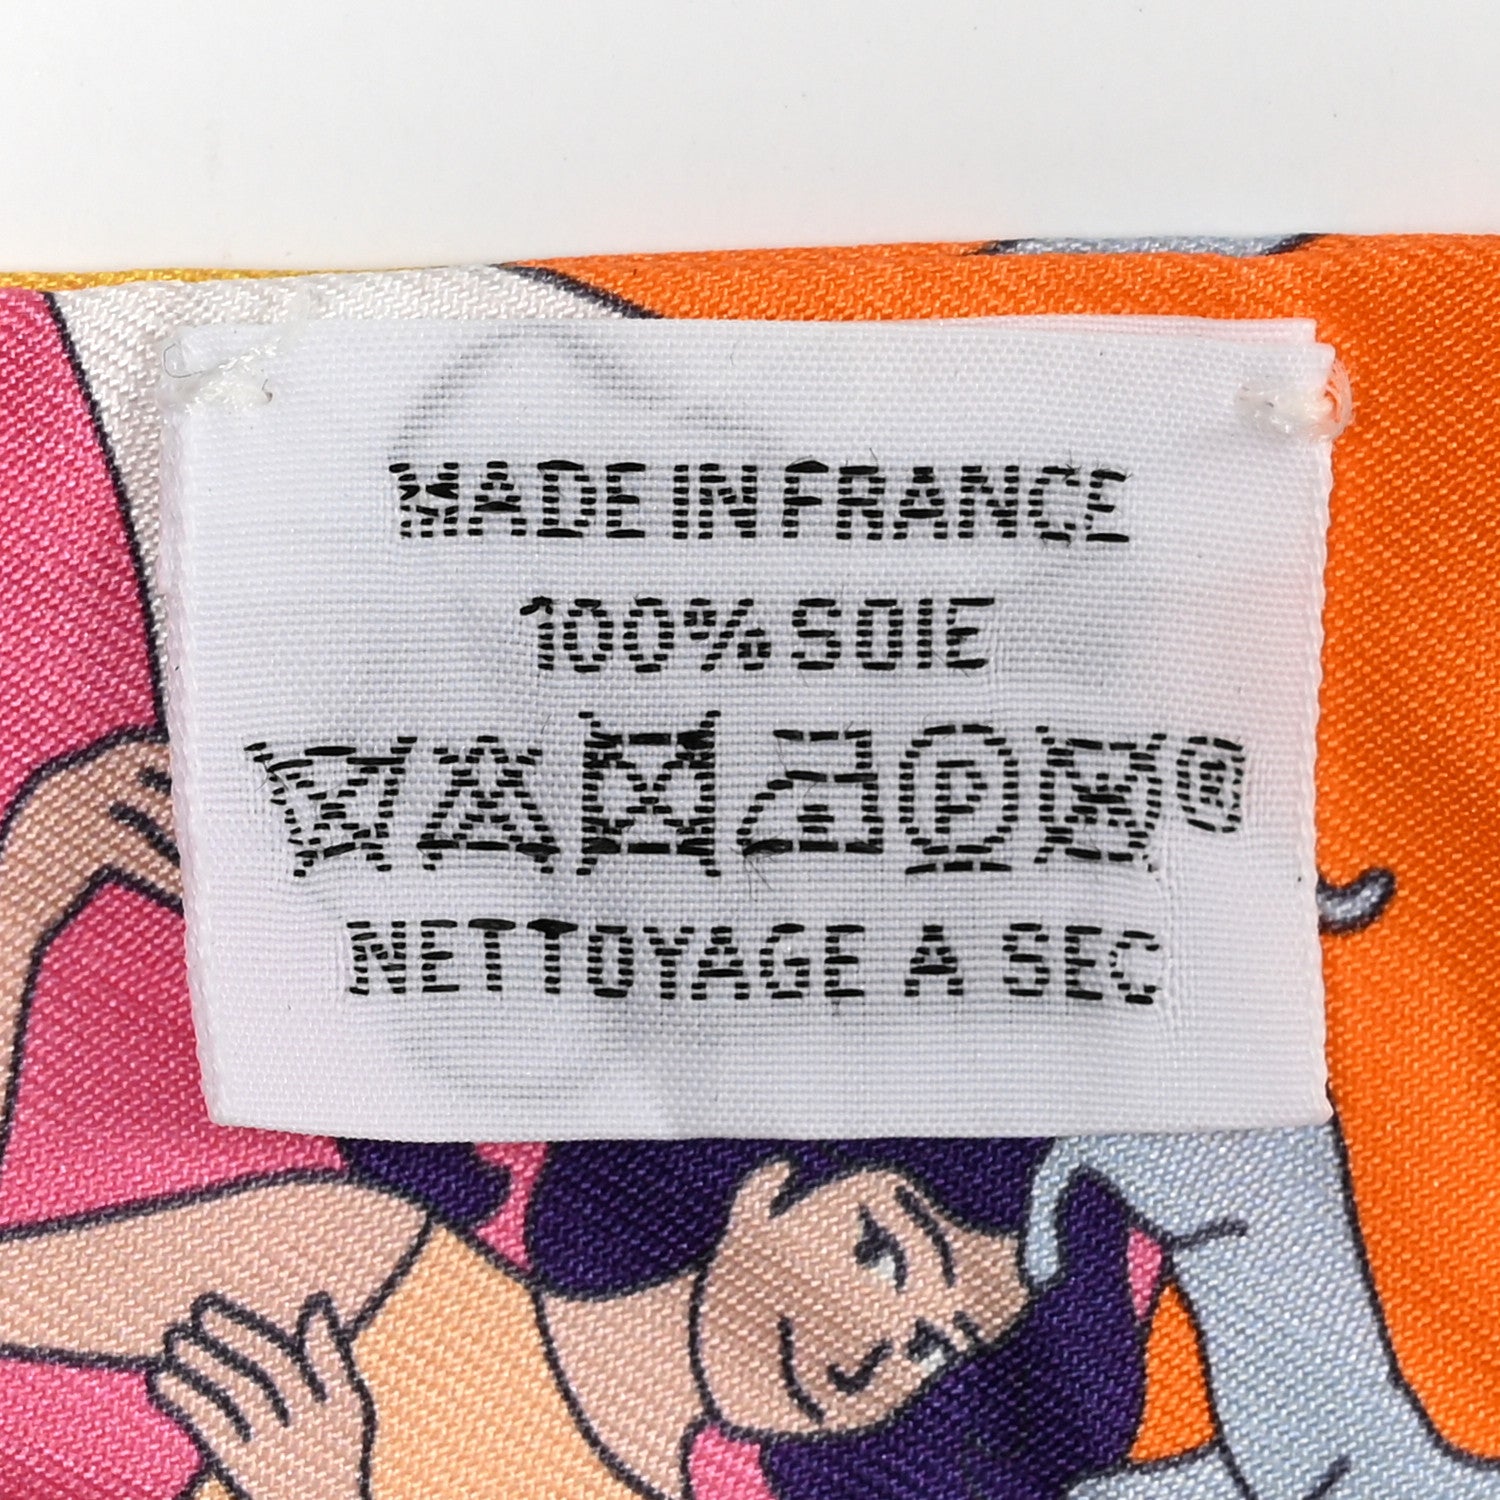 MADE IN FRANCE
100% SOIE
P
NETTOYAGE A SEC